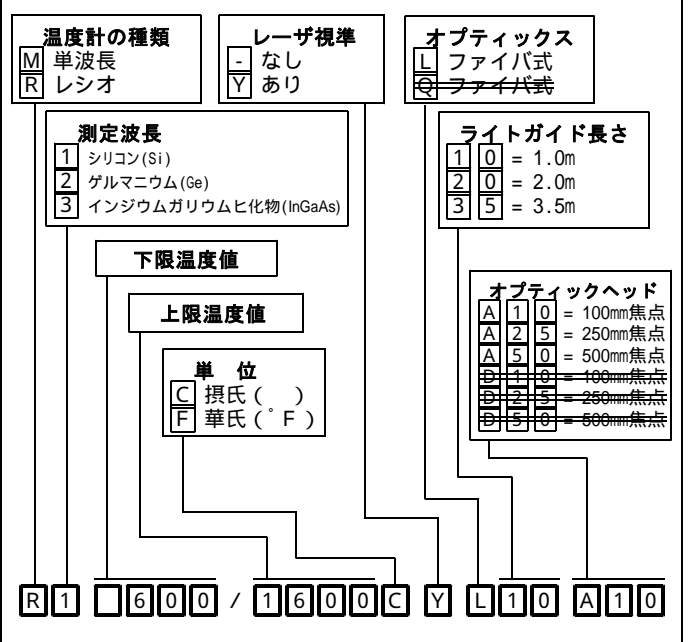 温度計の種類
M 単波長
R レシオ
レーザ視準
- なし
Y あり
オプティックス
L ファイバ式
Q ファイバ式
測定波長
1 シリコン(Si)
2 ゲルマニウム(Ge)
3 インジウムガリウムヒ化物(InGaAs)
ライトガイド長さ
1 0 = 1.0m
2 0 = 2.0m
3 5 = 3.5m
下限温度値
上限温度値
単 位
C 摂氏( )
F 華氏(°F)
オプティックヘッド
A 1 0 = 100mm焦点
A 2 5 = 250mm焦点
A 5 0 = 500mm焦点
D 1 0 = 100mm焦点
D 2 5 = 250mm焦点
D 5 0 = 500mm焦点
R 1 6 0 0 / 1 6 0 0 C Y L 1 0 A 1 0